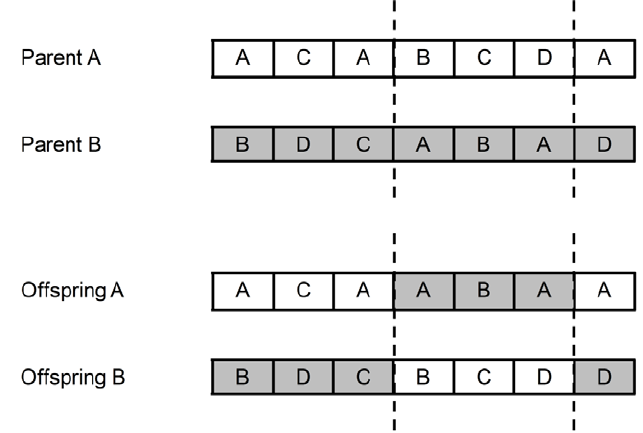 Parent A A C A B C D A
Parent B B D C A B A D
Offspring A A C A A B A A
Offspring B B D C B C D D